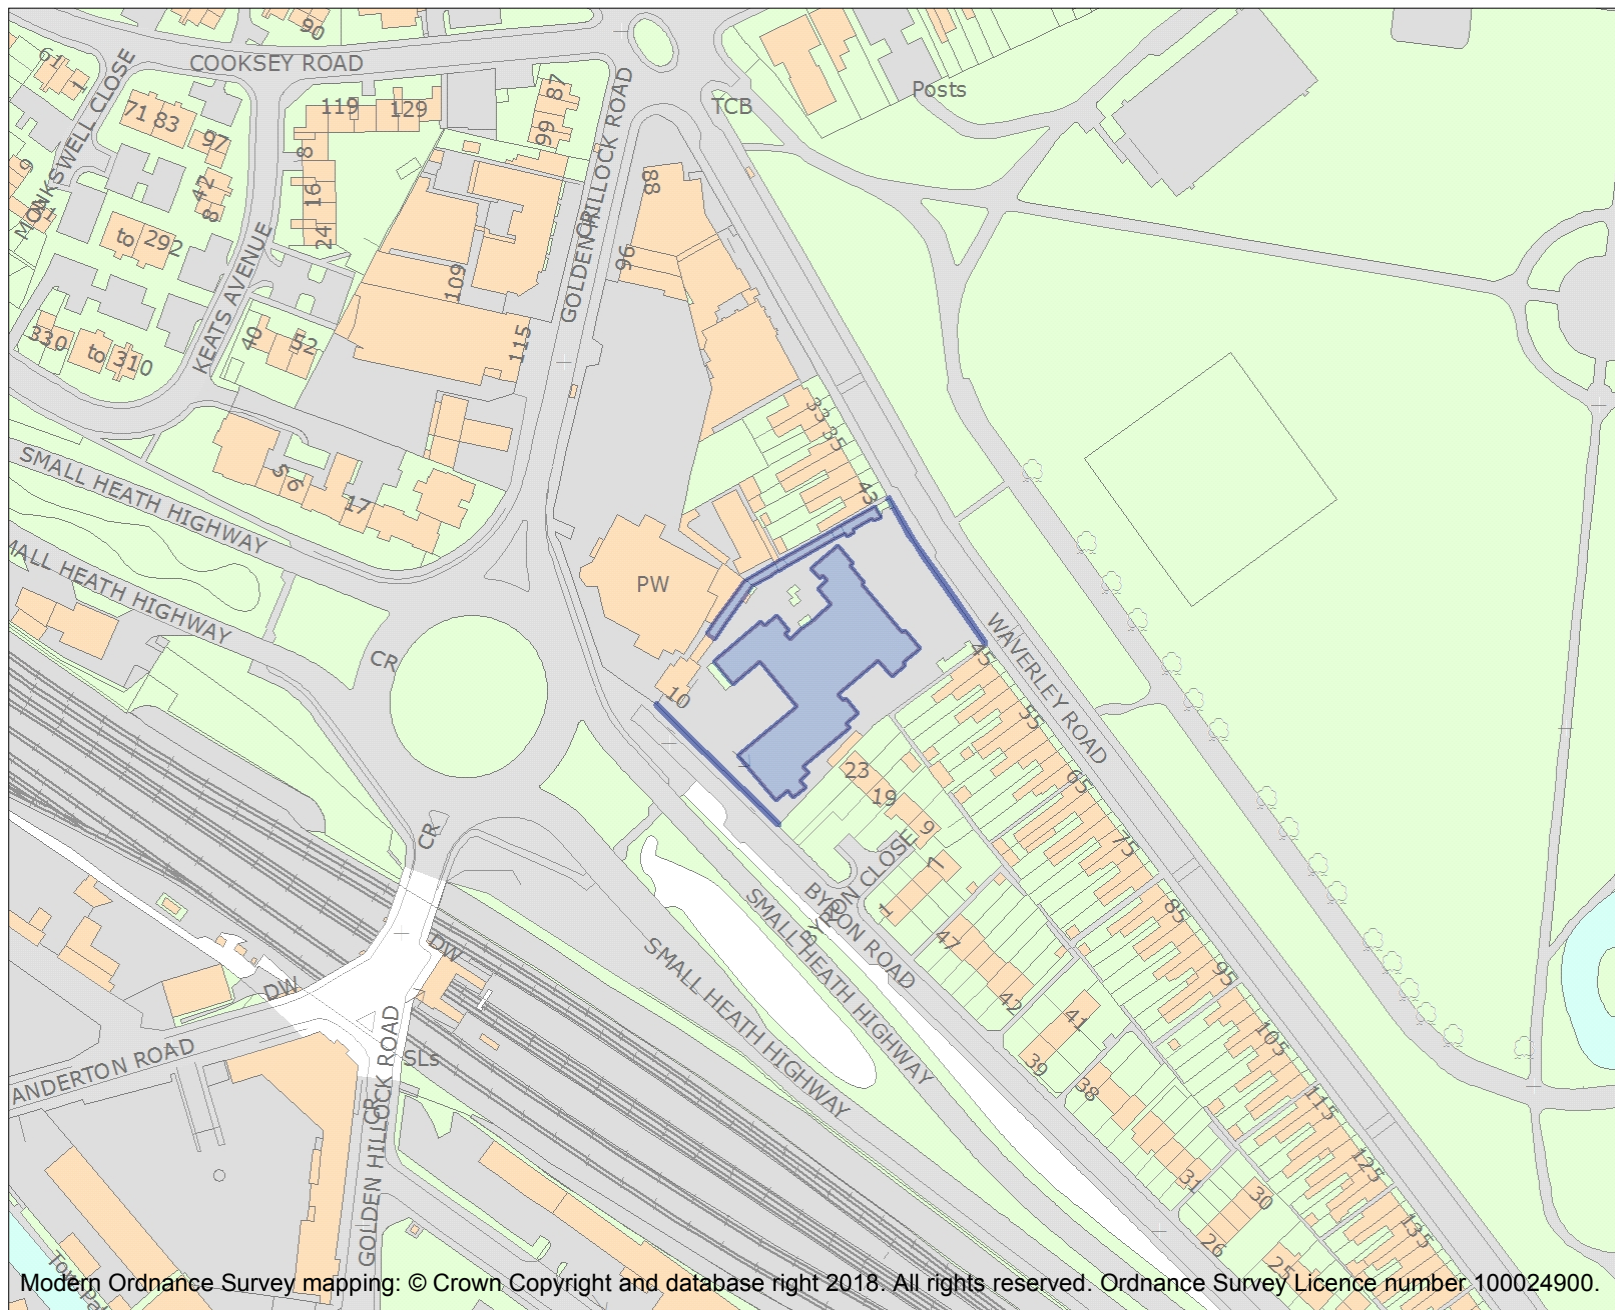 90
COOKSEY ROAD
61
1
MONKSWELL CLOSE
71 83
97
119
129
87
99
TCB
Posts
9
42
8
8
16
24
to 292
KEATS AVENUE
GOLDEN HILLOCK ROAD
CR
88
96
109
115
330
to
310
40
52
33
35
43
SMALL HEATH HIGHWAY
5
6
17
SMALL HEATH HIGHWAY
PW
10
CR
WAVERLEY ROAD
45
55
65
75
85
95
105
115
125
135
23
19
9
7
1
BYRON CLOSE
BYRON ROAD
47
42
41
39
38
31
30
26
25
CR
DW
DW
SMALL HEATH HIGHWAY
SMALL HEATH HIGHWAY
ANDERTON ROAD
SLs
CR
GOLDEN HILLOCK ROAD
Modern Ordnance Survey mapping: © Crown Copyright and database right 2018. All rights reserved. Ordnance Survey Licence number 100024900.